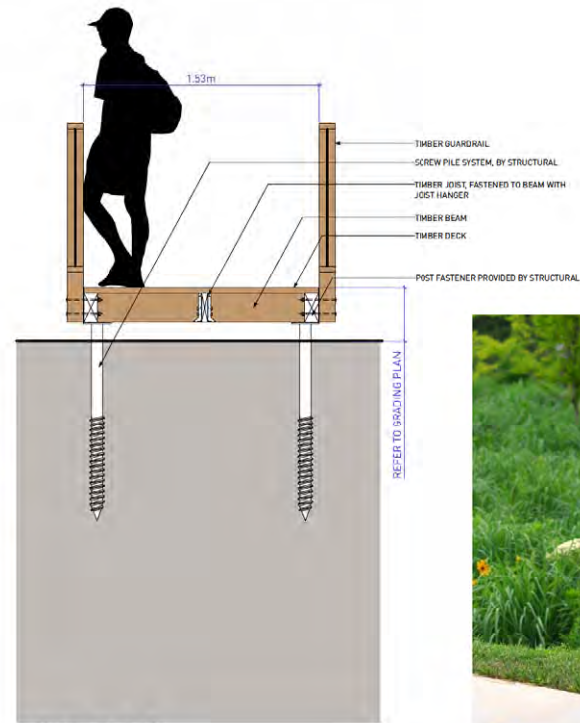 1.53m
TIMBER GUARDRAIL
SCREW PILE SYSTEM, BY STRUCTURAL
TIMBER JOIST, FASTENED TO BEAM WITH
JOIST HANGER
TIMBER BEAM
TIMBER DECK
POST FASTENER PROVIDED BY STRUCTURAL
REFER TO GRADING PLAN